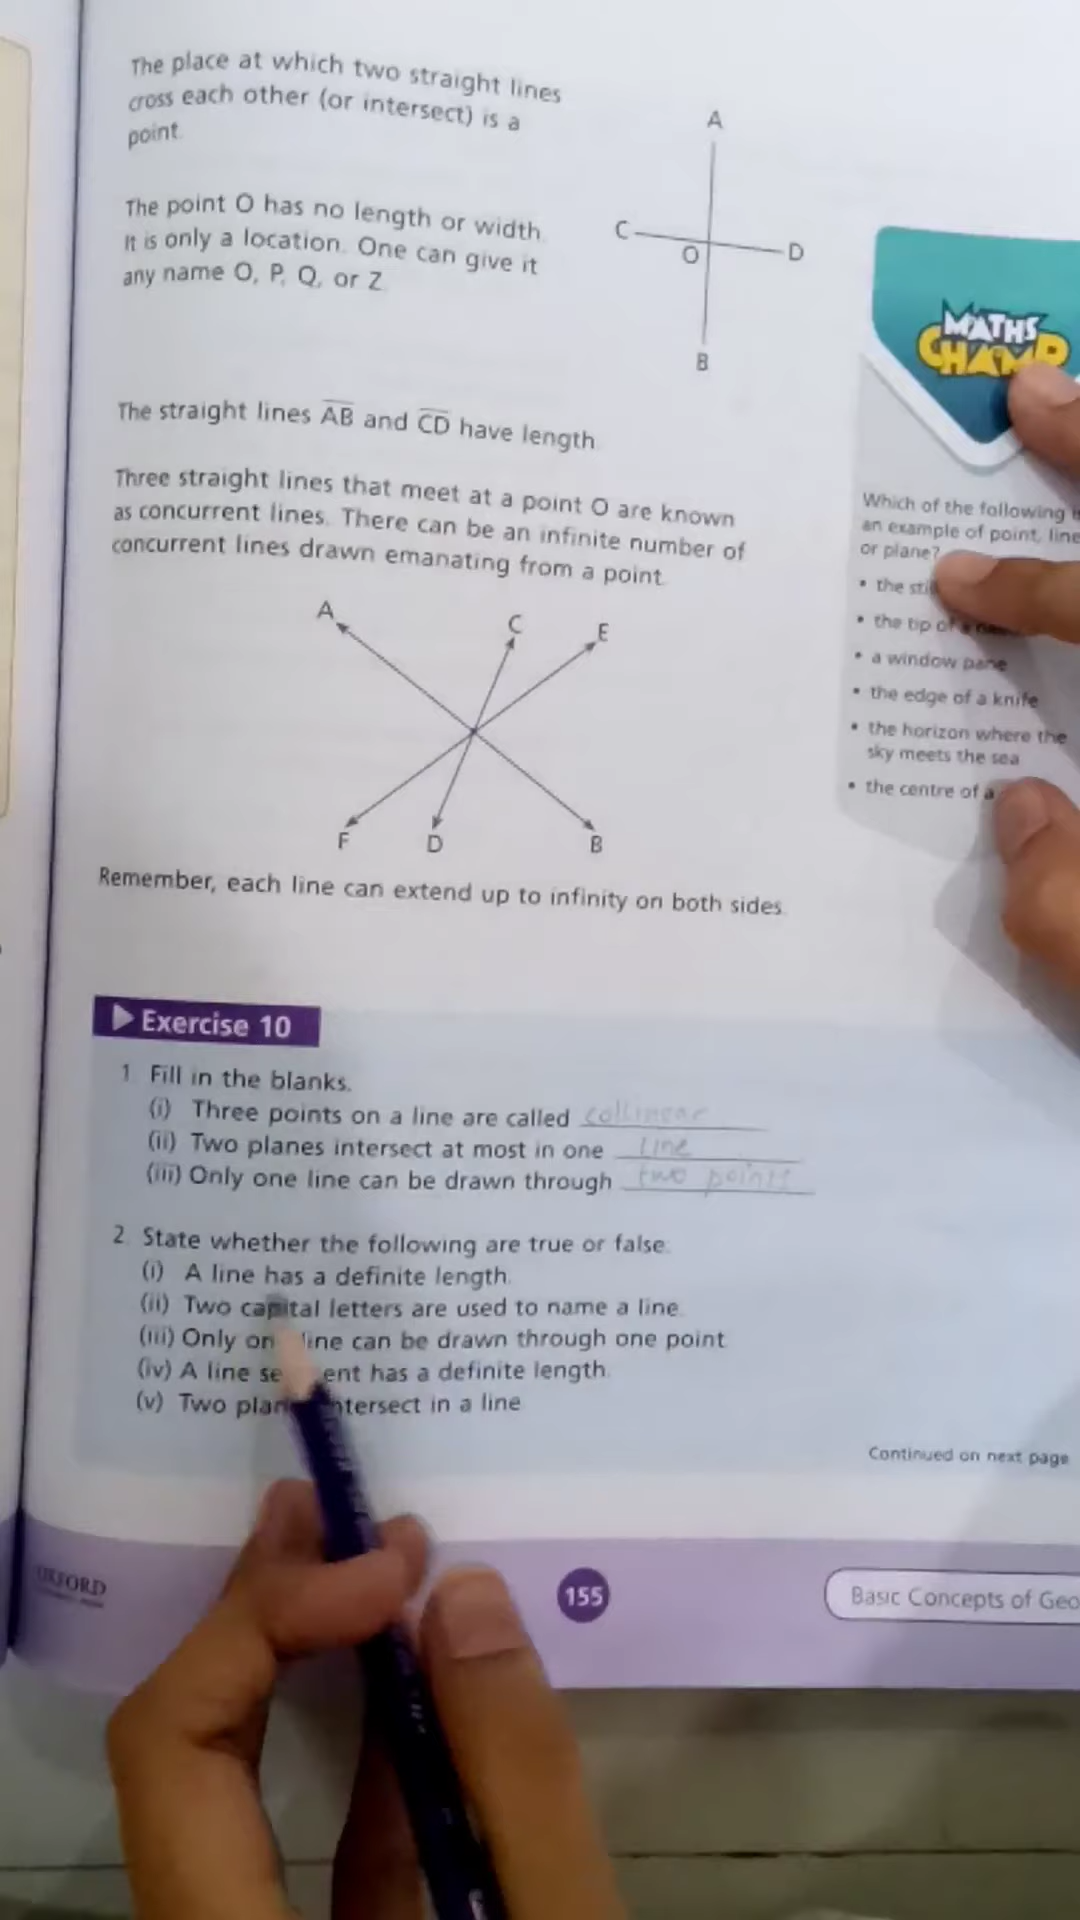 The place at which two straight lines
cross each other (or intersect) is a
point.
The point O has no length or width.
It is only a location. One can give it
any name O, P, Q, or Z.
A
C
O
D
B
The straight lines AB and CD have length.
Three straight lines that meet at a point O are known
as concurrent lines. There can be an infinite number of
concurrent lines drawn emanating from a point.
A
C
E
F
D
B
Remember, each line can extend up to infinity on both sides.
MATHS
CHAMP
Which of the following
an example of point, line
or plane?
• the
• the tip of a
• a window pane
• the edge of a knife
• the horizon where the
sky meets the sea
• the centre of a
Exercise 10
1. Fill in the blanks.
(i) Three points on a line are called collinear
(ii) Two planes intersect at most in one line
(iii) Only one line can be drawn through two points
2. State whether the following are true or false.
(i) A line has a definite length.
(ii) Two capital letters are used to name a line.
(iii) Only line can be drawn through one point.
(iv) A line has a definite length.
(v) Two in a line
Continued on next page
OXFORD
155
Basic Concepts of Geo